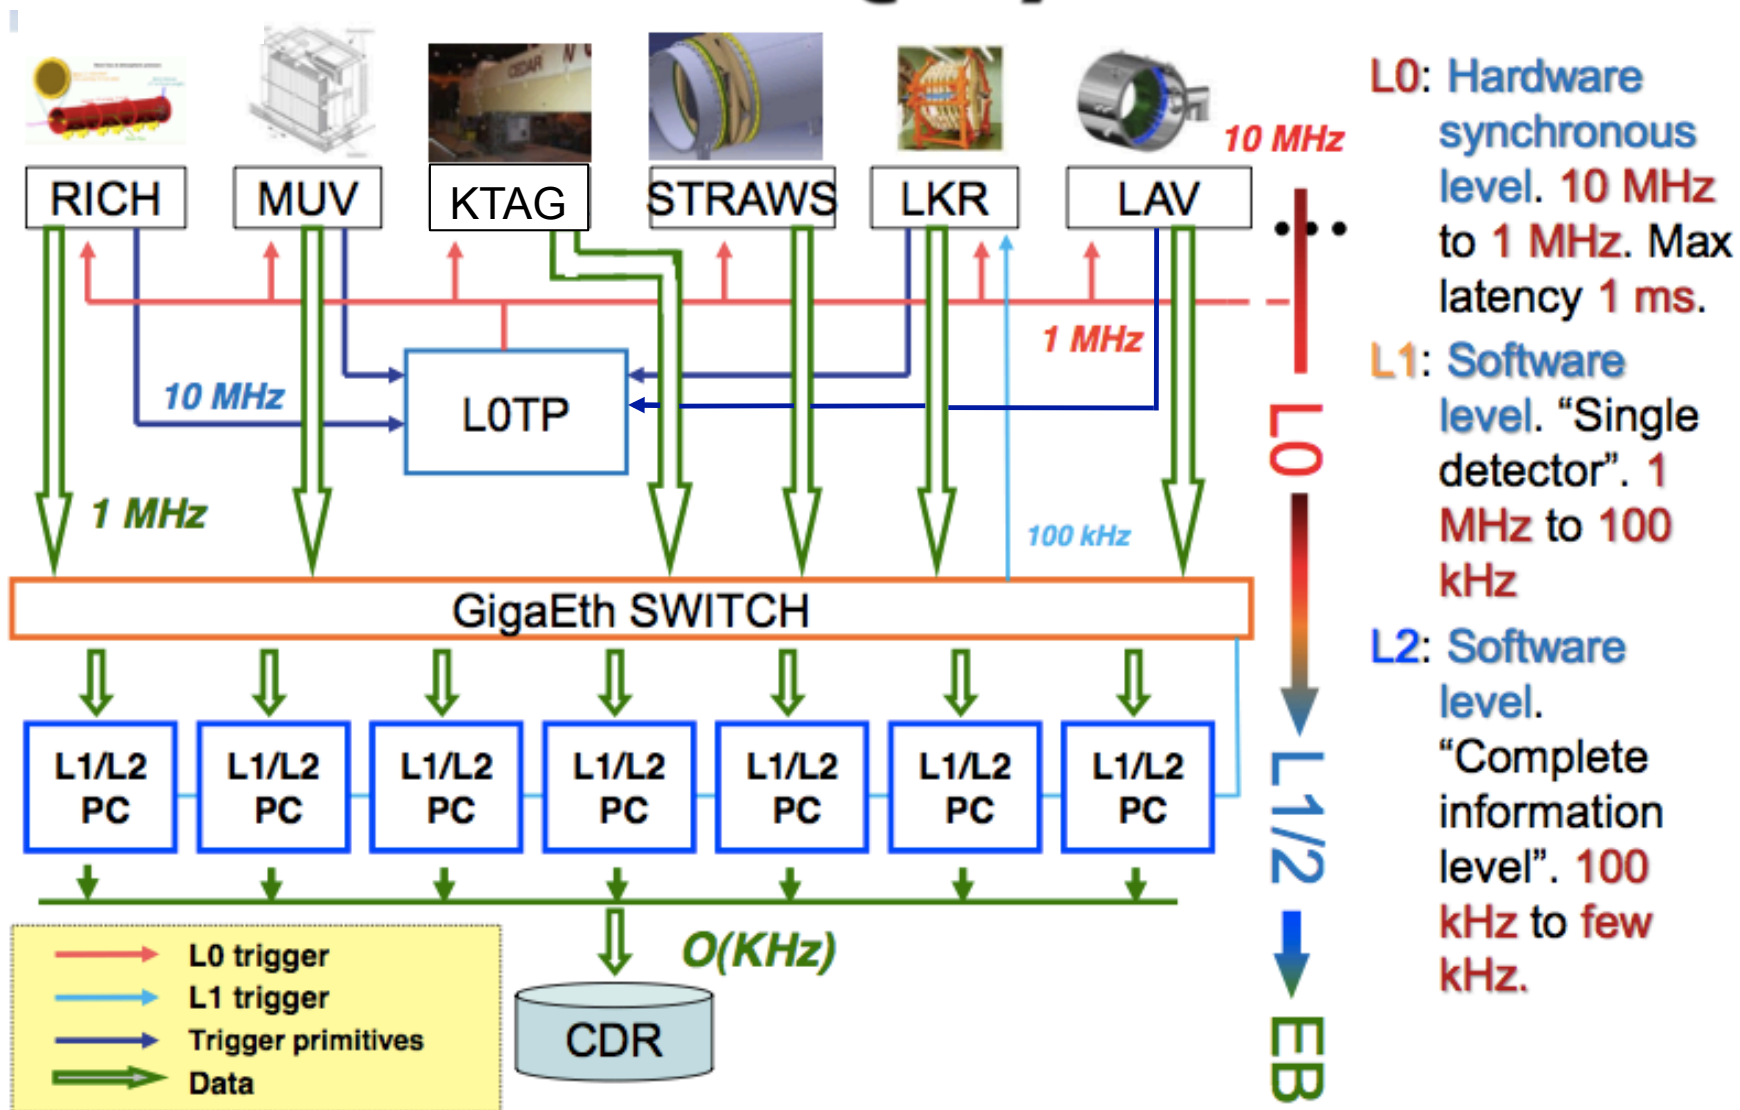 10 MHz
RICH
MUV
KTAG
STRAWS
LKR
LAV
1 MHz
10 MHz
L0TP
1 MHz
100 kHz
GigaEth SWITCH
L1/L2
PC
L1/L2
PC
L1/L2
PC
L1/L2
PC
L1/L2
PC
L1/L2
PC
L1/L2
PC
O(KHz)
CDR
L0 trigger
L1 trigger
Trigger primitives
Data
L0
L1/2
EB
L0: Hardware
synchronous
level. 10 MHz
to 1 MHz. Max
latency 1 ms.
L1: Software
level. “Single
detector”. 1
MHz to 100
kHz
L2: Software
level.
“Complete
information
level”. 100
kHz to few
kHz.
CEDAR